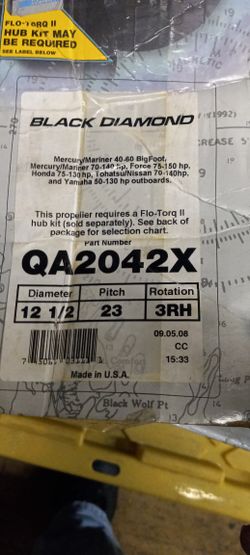 FLO-TORQ II
HUB KIT MAY
BE REQUIRED
SEE LABEL BELOW
BLACK DIAMOND
Mercury/Mariner 40-60 BigFoot,
Mercury/Mariner 70-140 hp, Force 75-150 hp,
Honda 75-130 hp, Tohatsu/Nissan 70-140hp,
and Yamaha 50-130 hp outboards.
This propeller requires a Flo-Torq II
hub kit (sold separately). See back of
package for selection chart.
Part Number
QA2042X
Diameter Pitch Rotation
12 1/2 23 3RH
09.05.08
CC
15:33
Made in U.S.A.
Black Wolf Pt